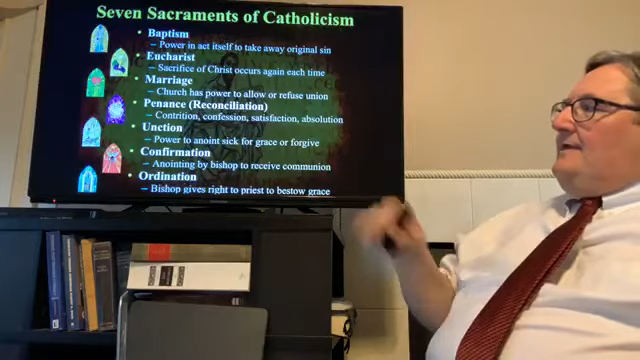 Seven Sacraments of Catholicism
• Baptism
– Power in act itself to take away original sin
• Eucharist
– Sacrifice of Christ occurs again each time
• Marriage
– Church has power to allow or refuse union
• Penance (Reconciliation)
– Contrition, confession, satisfaction, absolution
• Unction
– Power to anoint sick for grace or forgive
• Confirmation
– Anointing by bishop to receive communion
• Ordination
– Bishop gives right to priest to bestow grace